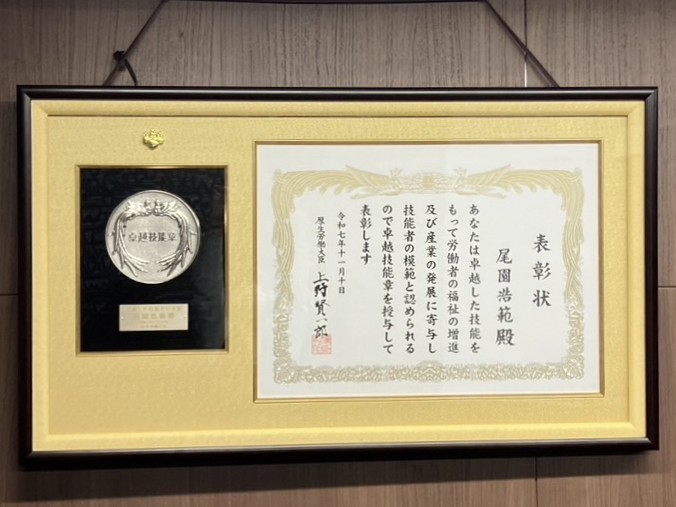 表彰状
尾園浩範殿
あなたは卓越した技能を
もって労働者の福祉の増進
及び産業の発展に寄与し
技能者の模範と認められる
ので卓越技能章を授与して
表彰します
令和七年十一月十日
厚生労働大臣 上野賢一郎
卓越技能章